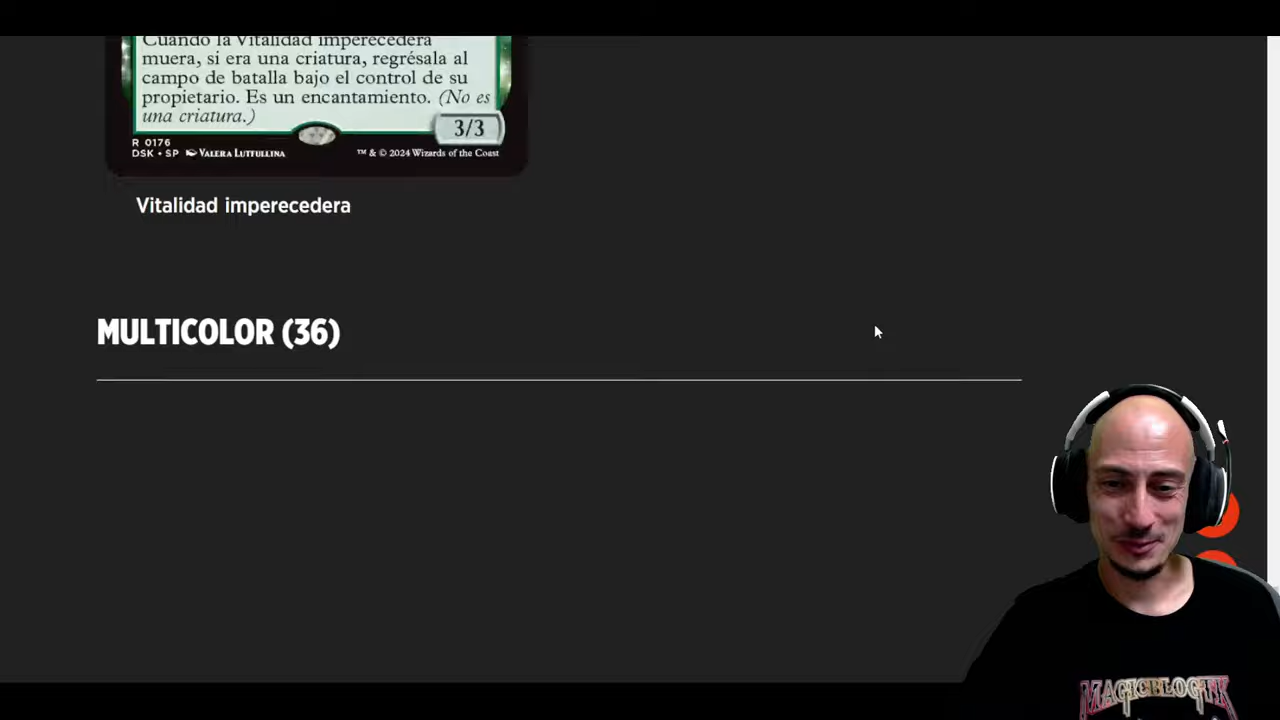 Cuando la Vitalidad imperecedera
muera, si era una criatura, regrésala al
campo de batalla bajo el control de su
propietario. Es un encantamiento. (No es
una criatura.)
3/3
R 0176
DSK • SP VALERA LUTFULLINA
™ & © 2024 Wizards of the Coast
Vitalidad imperecedera
MULTICOLOR (36)